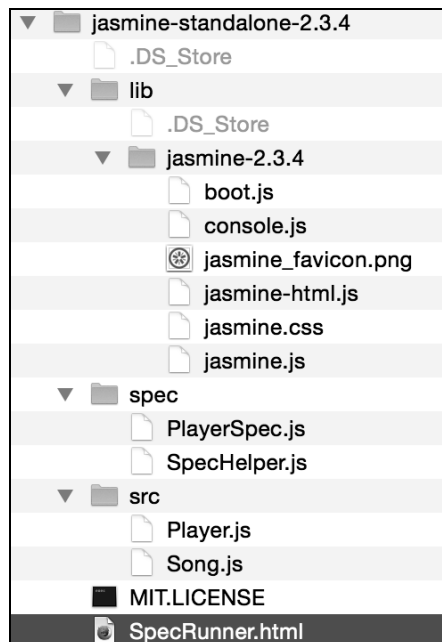 jasmine-standalone-2.3.4
.DS_Store
lib
.DS_Store
jasmine-2.3.4
boot.js
console.js
jasmine_favicon.png
jasmine-html.js
jasmine.css
jasmine.js
spec
PlayerSpec.js
SpecHelper.js
src
Player.js
Song.js
MIT.LICENSE
SpecRunner.html